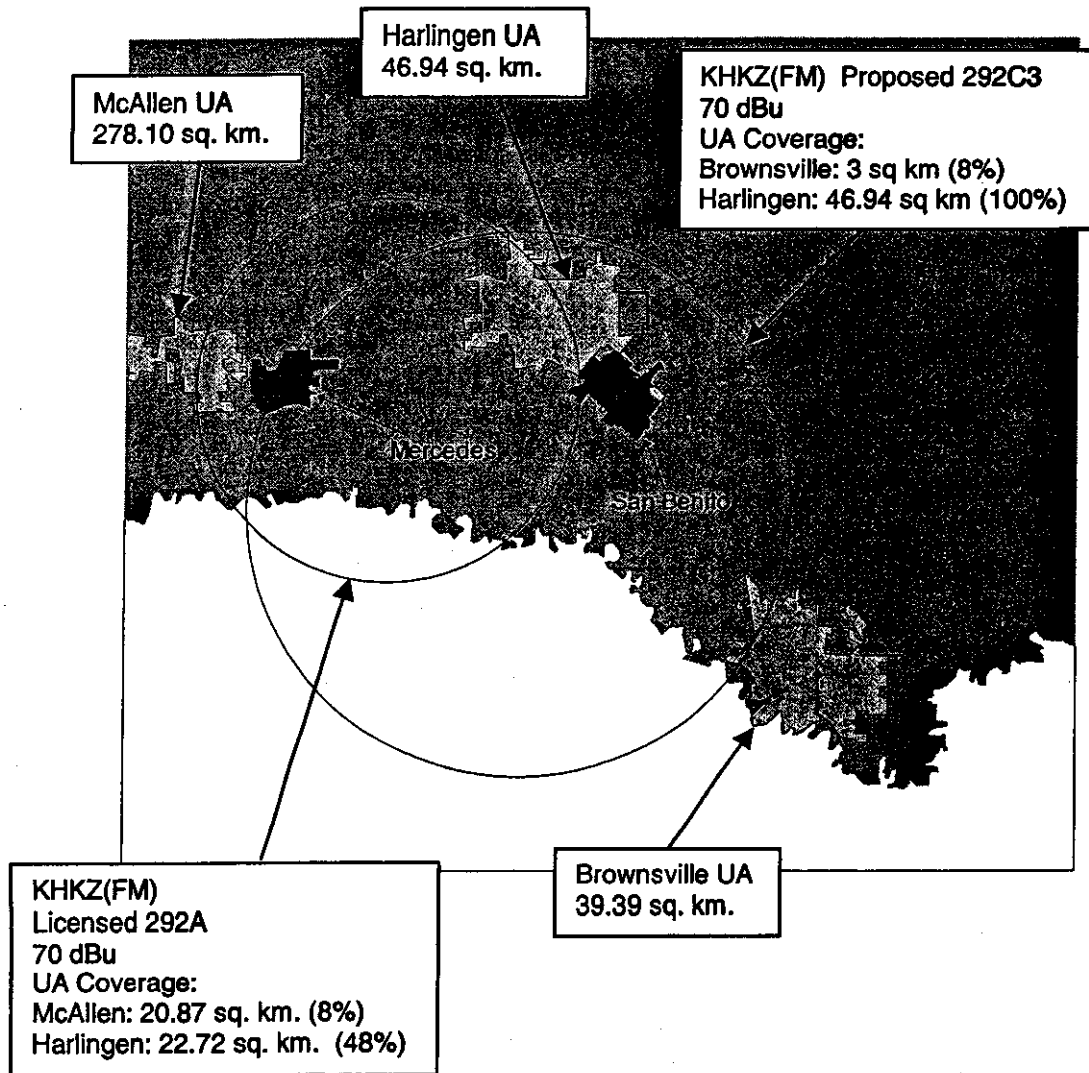 Harlingen UA
46.94 sq. km.
McAllen UA
278.10 sq. km.
KHKZ(FM) Proposed 292C3
70 dBu
UA Coverage:
Brownsville: 3 sq km (8%)
Harlingen: 46.94 sq km (100%)
Mercedes
San Benito
Brownsville UA
39.39 sq. km.
KHKZ(FM)
Licensed 292A
70 dBu
UA Coverage:
McAllen: 20.87 sq. km. (8%)
Harlingen: 22.72 sq. km. (48%)